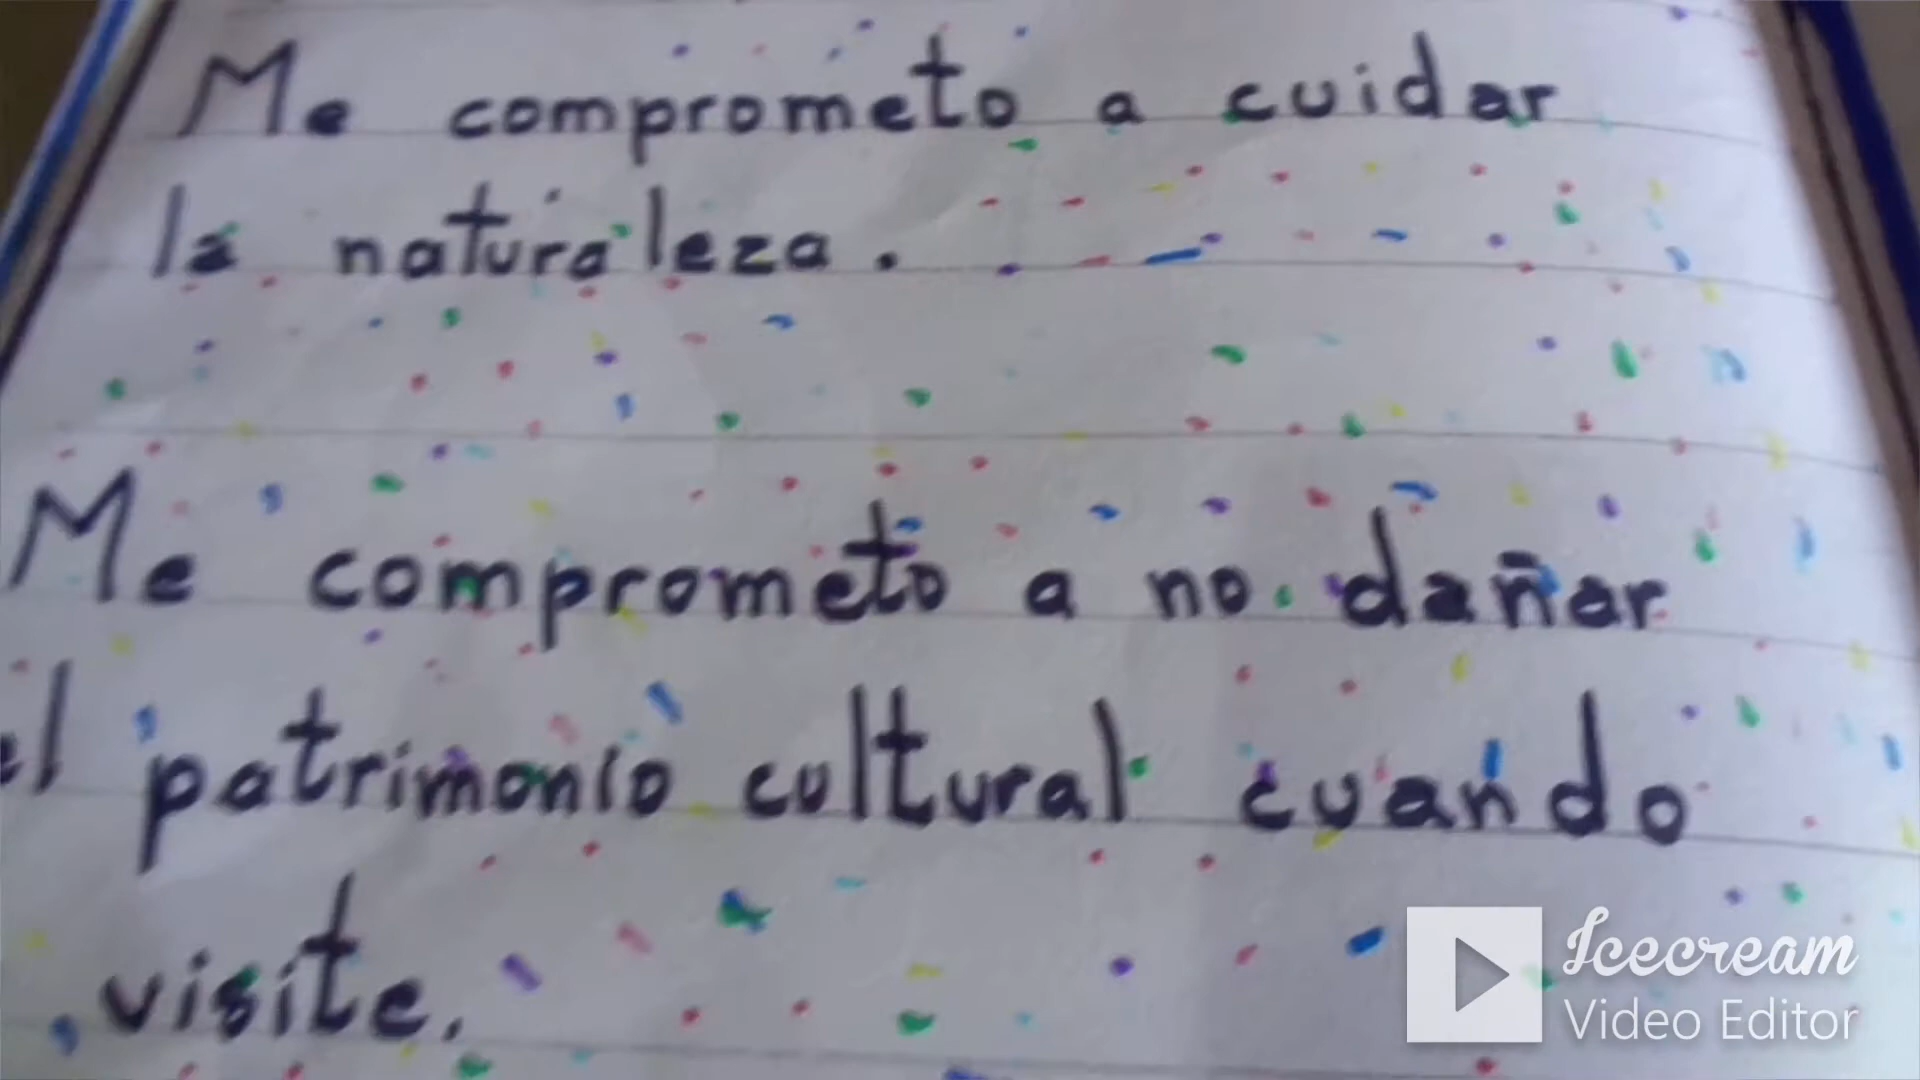 Me comprometo a cuidar
la naturaleza.
Me comprometo a no dañar
el patrimonio cultural cuando
visite.
Icecream
Video Editor